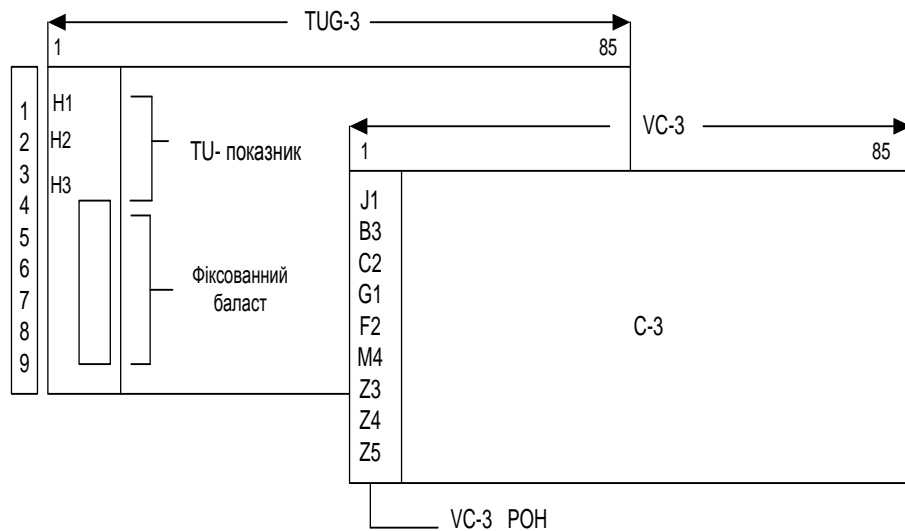 TUG-3
1 85
1
2
3
4
5
6
7
8
9
H1
H2
H3
TU- показник
Фіксованний
баласт
VC-3
1 85
J1
B3
C2
G1
F2
M4
Z3
Z4
Z5
C-3
VC-3 POH